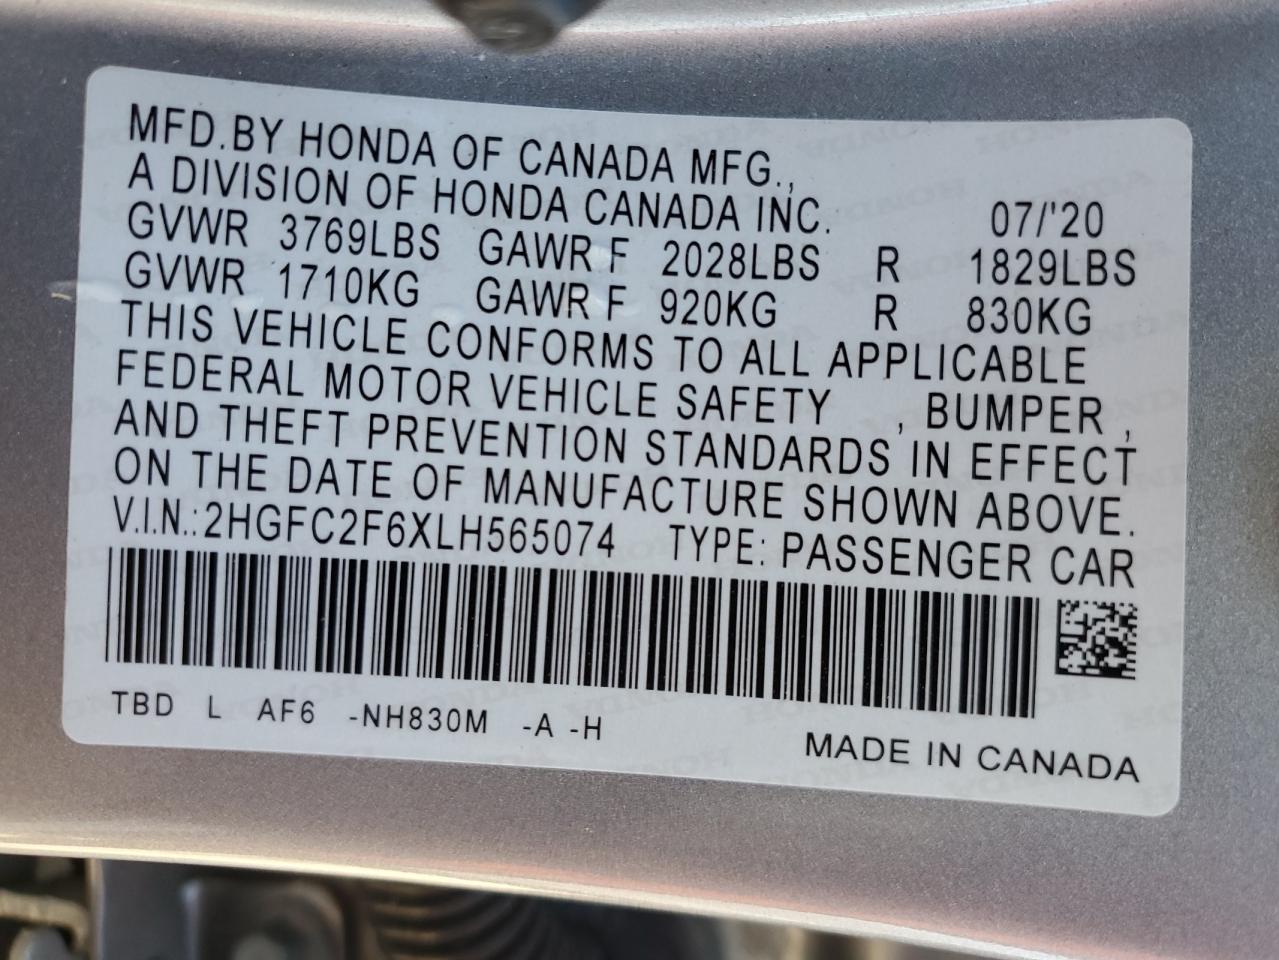 MFD.BY HONDA OF CANADA MFG.,
A DIVISION OF HONDA CANADA INC. 07/'20
GVWR 3769LBS GAWR F 2028LBS R 1829LBS
GVWR 1710KG GAWR F 920KG R 830KG
THIS VEHICLE CONFORMS TO ALL APPLICABLE
FEDERAL MOTOR VEHICLE SAFETY , BUMPER ,
AND THEFT PREVENTION STANDARDS IN EFFECT
ON THE DATE OF MANUFACTURE SHOWN ABOVE.
V.I.N.:2HGFC2F6XLH565074 TYPE: PASSENGER CAR
TBD L AF6 -NH830M -A -H
MADE IN CANADA